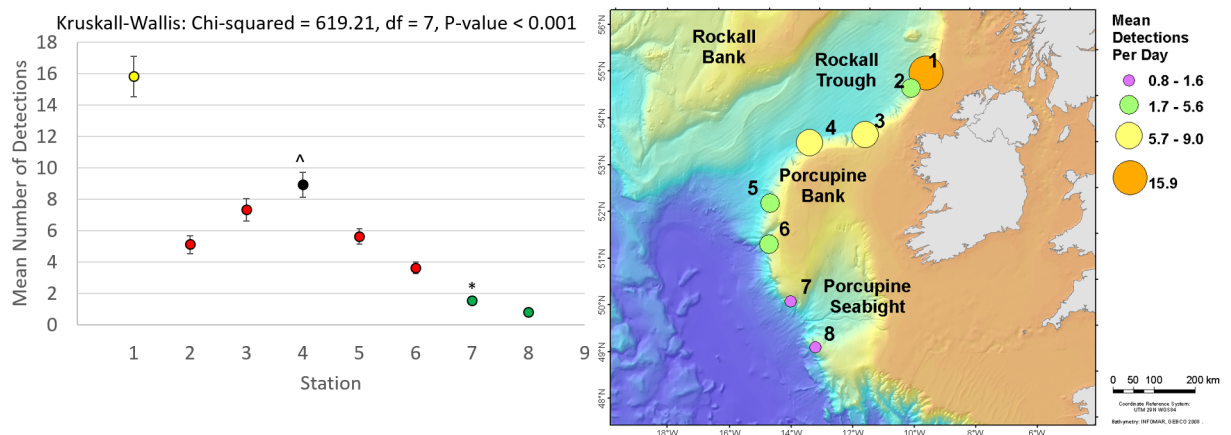 Kruskall-Wallis: Chi-squared = 619.21, df = 7, P-value < 0.001
Mean Number of Detections
18
16
14
12
10
8
6
4
2
0
^
*
1 2 3 4 5 6 7 8 9
Station
56°N
55°N
54°N
53°N
52°N
51°N
50°N
49°N
48°N
Rockall
Bank
Rockall
Trough
1
2
3
4
Porcupine
Bank
5
6
7
Porcupine
Seabight
8
18°W 16°W 14°W 12°W 10°W 8°W 6°W
Mean
Detections
Per Day
0.8 - 1.6
1.7 - 5.6
5.7 - 9.0
15.9
0 50 100 200 km
Coordinate Reference System:
UTM 29N WGS84
Bathymetry: INFOMAR, GEBCO 2009 .